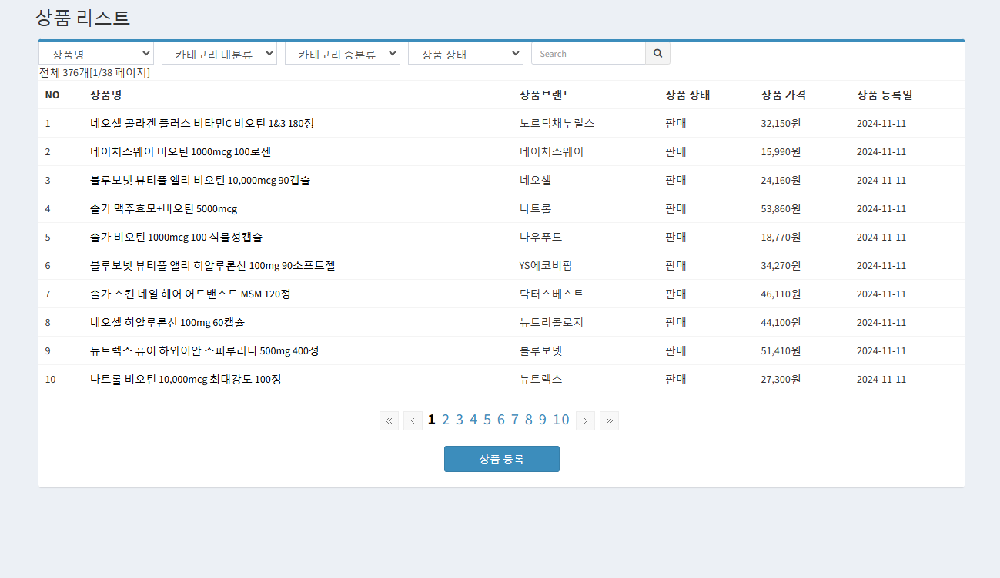 상품 리스트
상품명 카테고리 대분류 카테고리 중분류 상품 상태 Search
전체 376개[1/38 페이지]
NO 상품명 상품브랜드 상품 상태 상품 가격 상품 등록일
1 네오셀 콜라겐 플러스 비타민C 비오틴 1&3 180정 노르딕채누럴스 판매 32,150원 2024-11-11
2 네이처스웨이 비오틴 1000mcg 100로젠 네이처스웨이 판매 15,990원 2024-11-11
3 블루보넷 뷰티풀 앨리 비오틴 10,000mcg 90캡슐 네오셀 판매 24,160원 2024-11-11
4 솔가 맥주효모+비오틴 5000mcg 나트롤 판매 53,860원 2024-11-11
5 솔가 비오틴 1000mcg 100 식물성캡슐 나우푸드 판매 18,770원 2024-11-11
6 블루보넷 뷰티풀 앨리 히알루론산 100mg 90소프트젤 YS에코비팜 판매 34,270원 2024-11-11
7 솔가 스킨 네일 헤어 어드밴스드 MSM 120정 닥터스베스트 판매 46,110원 2024-11-11
8 네오셀 히알루론산 100mg 60캡슐 뉴트리콜로지 판매 44,100원 2024-11-11
9 뉴트렉스 퓨어 하와이안 스피루리나 500mg 400정 블루보넷 판매 51,410원 2024-11-11
10 나트롤 비오틴 10,000mcg 최대강도 100정 뉴트렉스 판매 27,300원 2024-11-11
« ‹ 1 2 3 4 5 6 7 8 9 10 › »
상품 등록